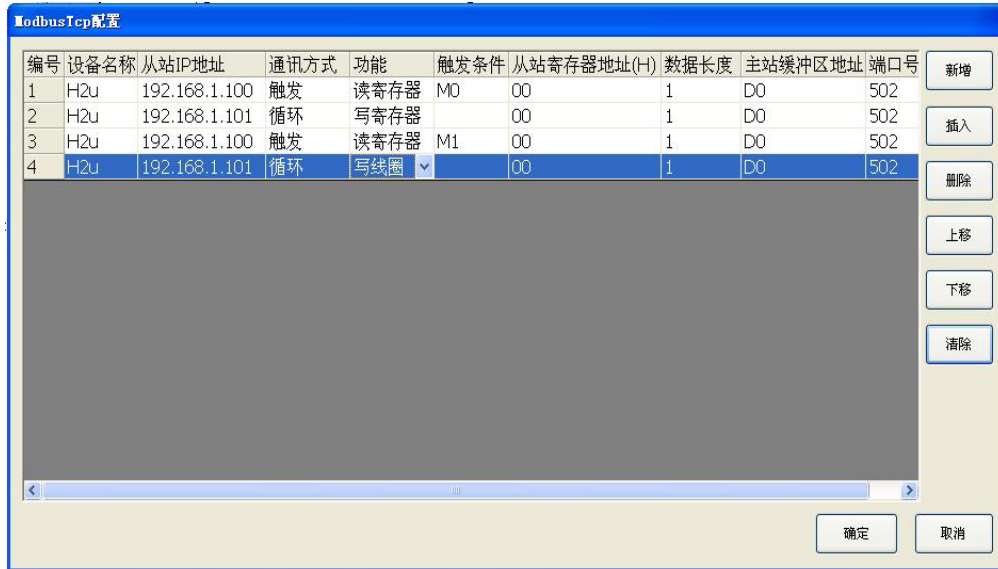 ModbusTcp配置
编号 设备名称 从站IP地址 通讯方式 功能 触发条件 从站寄存器地址(H) 数据长度 主站缓冲区地址 端口号
1 H2u 192.168.1.100 触发 读寄存器 M0 00 1 D0 502
2 H2u 192.168.1.101 循环 写寄存器 00 1 D0 502
3 H2u 192.168.1.100 触发 读寄存器 M1 00 1 D0 502
4 H2u 192.168.1.101 循环 写线圈 00 1 D0 502
新增
插入
删除
上移
下移
清除
确定 取消